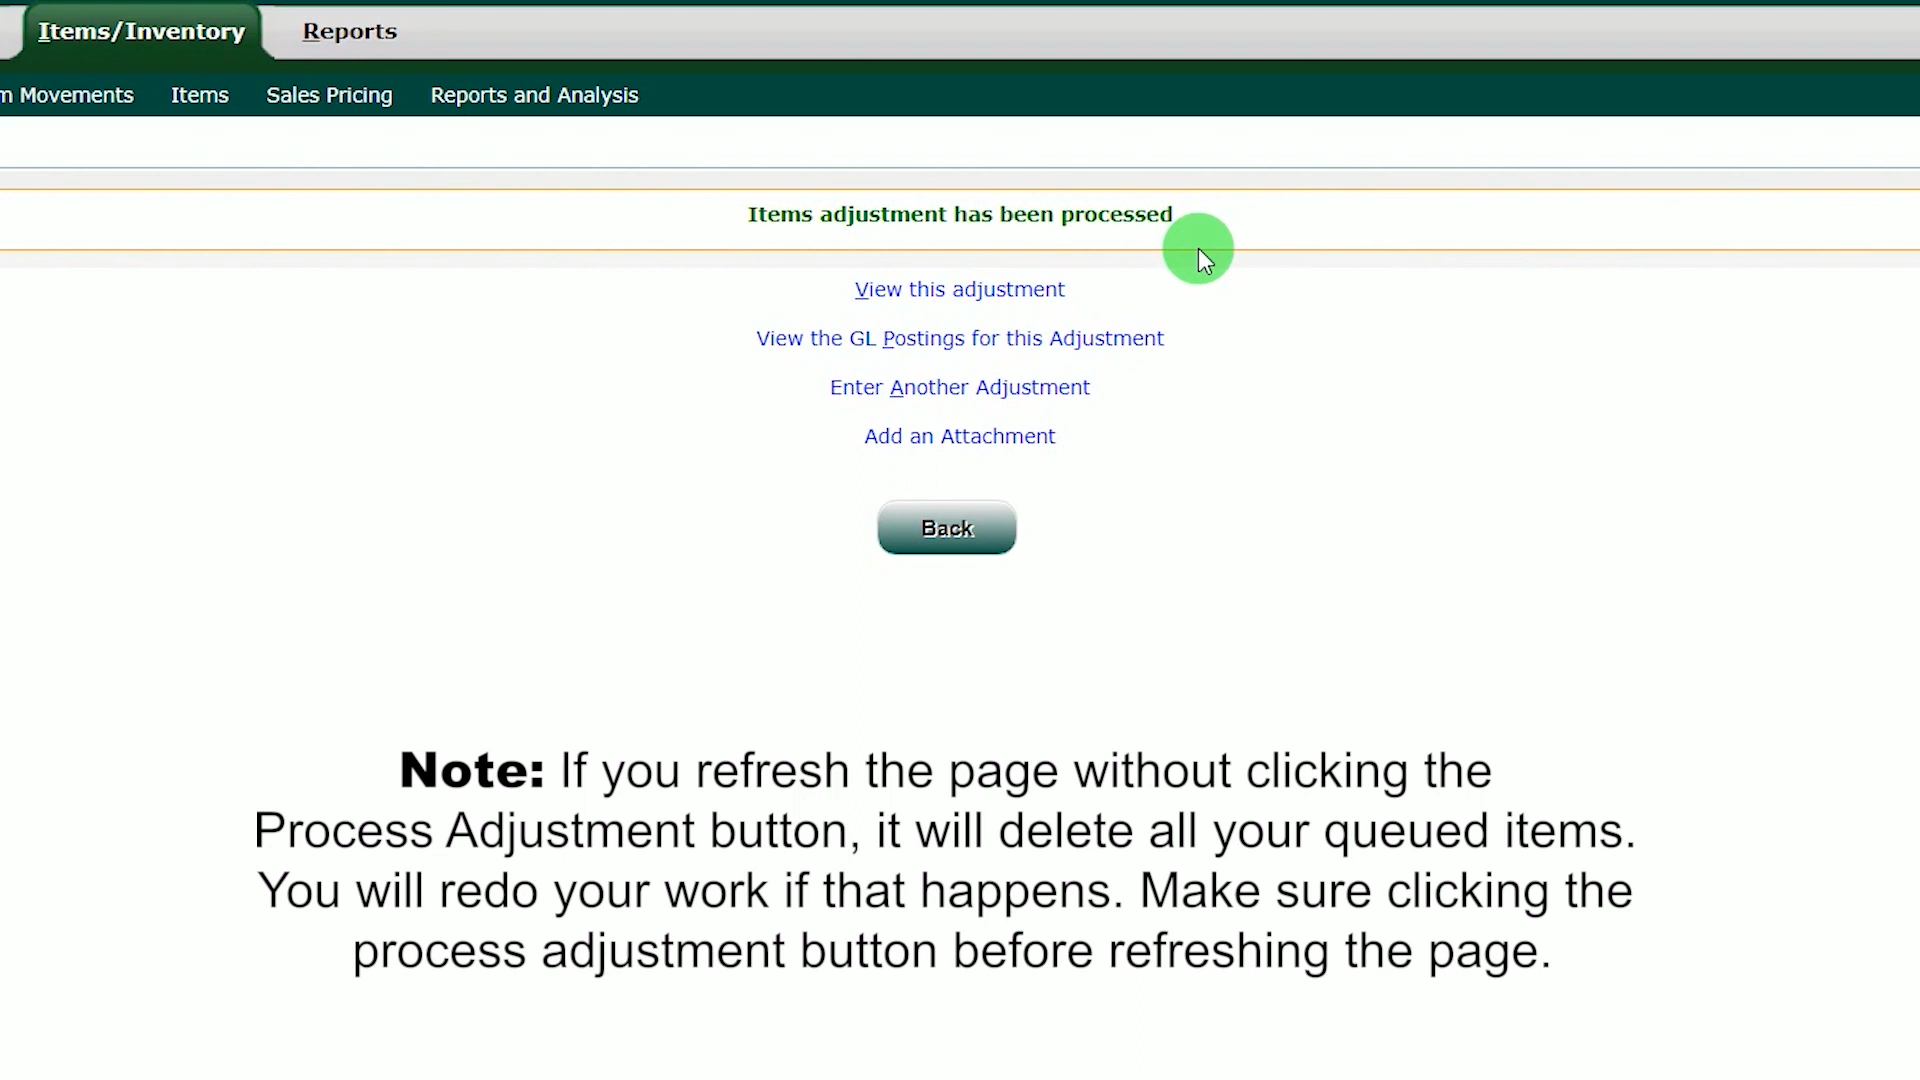 Items/Inventory Reports
Movements Items Sales Pricing Reports and Analysis
Items adjustment has been processed
View this adjustment
View the GL Postings for this Adjustment
Enter Another Adjustment
Add an Attachment
Back
Note: If you refresh the page without clicking the
Process Adjustment button, it will delete all your queued items.
You will redo your work if that happens. Make sure clicking the
process adjustment button before refreshing the page.